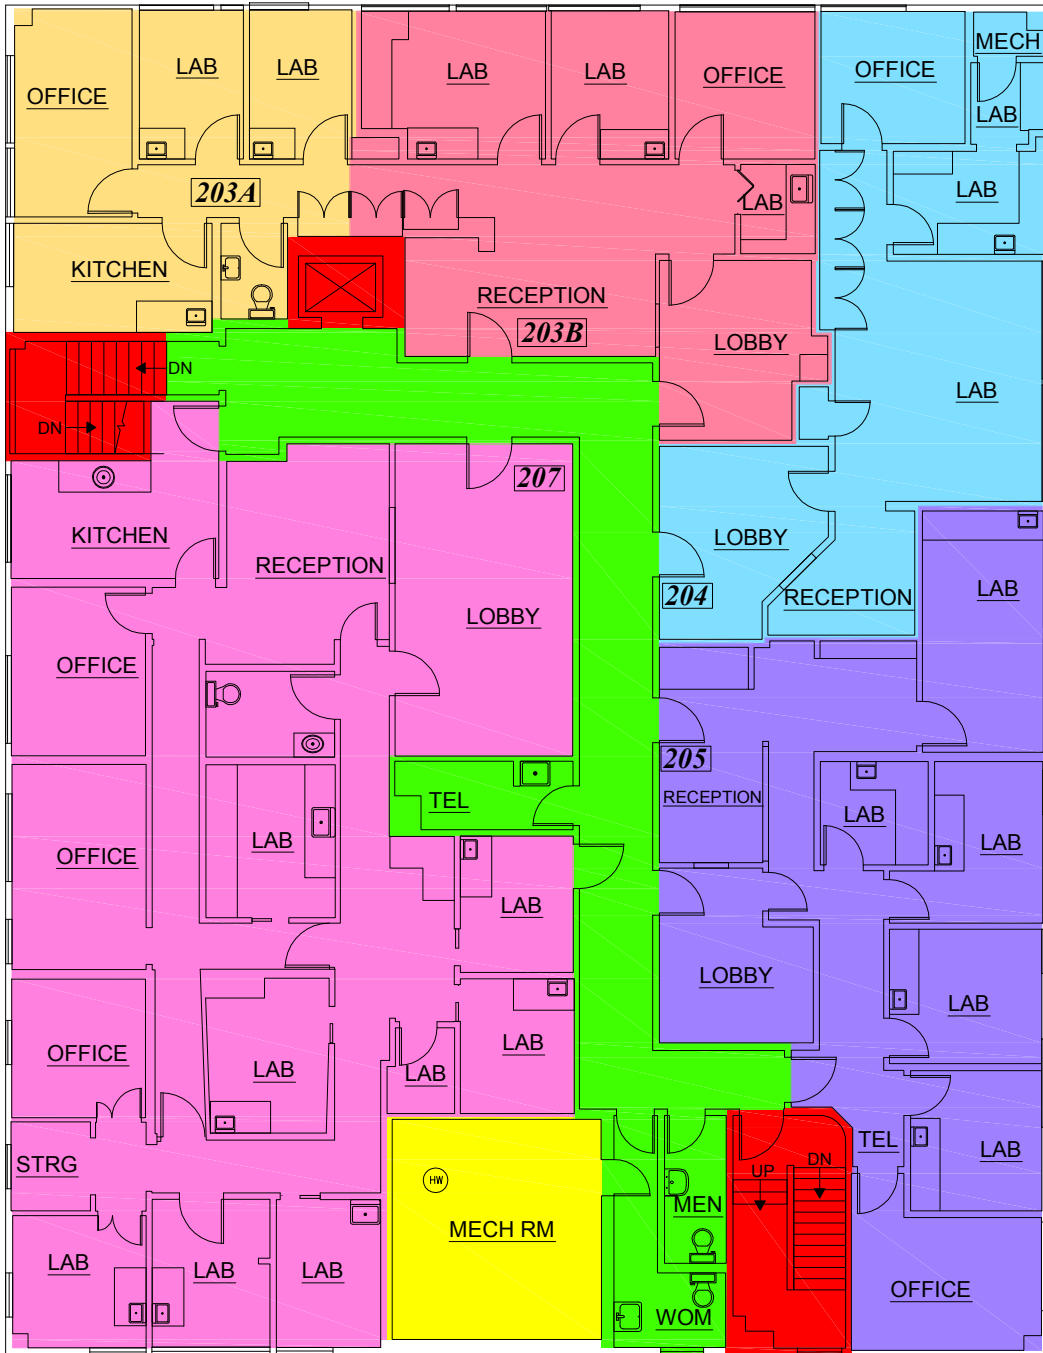 MECH
LAB
LAB
LAB
LAB
OFFICE
OFFICE
OFFICE
LAB
203A
LAB
LAB
KITCHEN
RECEPTION
203B
LOBBY
DN
LAB
DN
207
KITCHEN
LOBBY
RECEPTION
LAB
204
RECEPTION
LOBBY
OFFICE
205
RECEPTION
TEL
LAB
LAB
LAB
OFFICE
LAB
LOBBY
LAB
LAB
OFFICE
LAB
LAB
TEL
LAB
STRG
DN
UP
HW
MEN
MECH RM
LAB
LAB
LAB
OFFICE
WOM